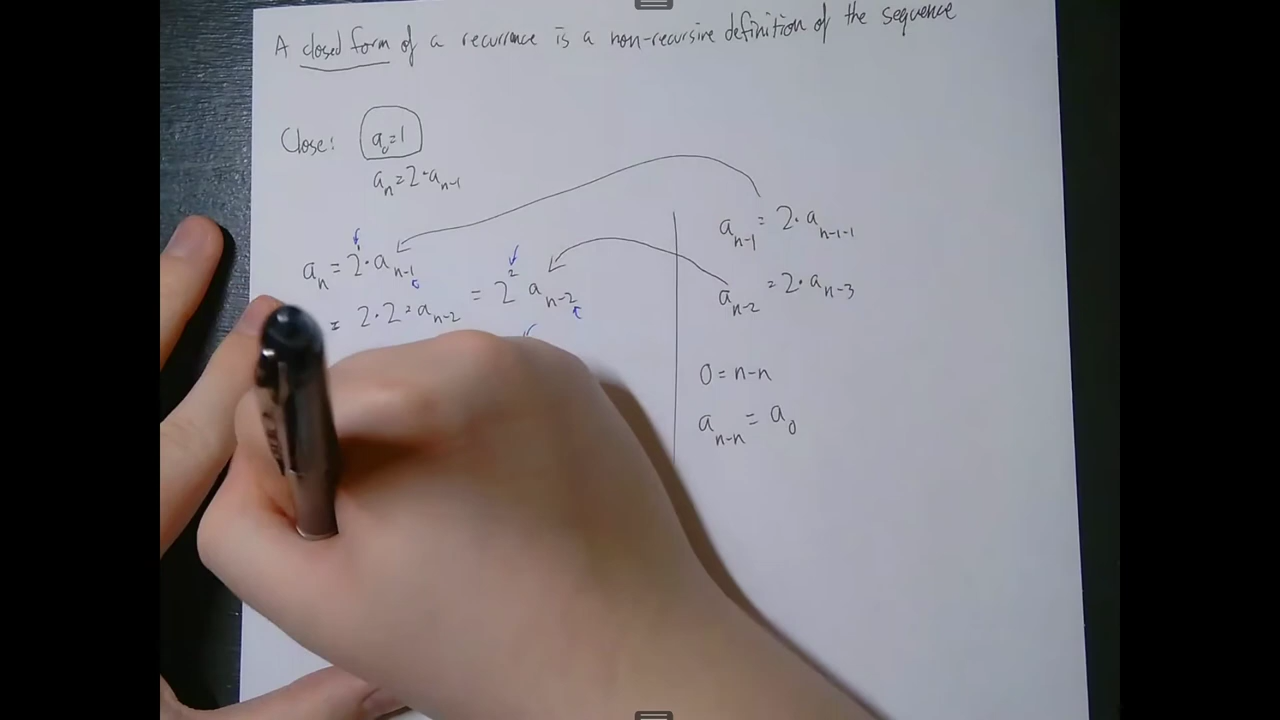 A closed form of a recurrence is a non-recursive definition of the sequence
Close: a₀=1
aₙ=2·aₙ₋₁
aₙ = 2¹·aₙ₋₁
= 2·2·aₙ₋₂ = 2² aₙ₋₂
aₙ₋₁ = 2·aₙ₋₁₋₁
aₙ₋₂ = 2·aₙ₋₃
0 = n-n
aₙ₋ₙ = a₀